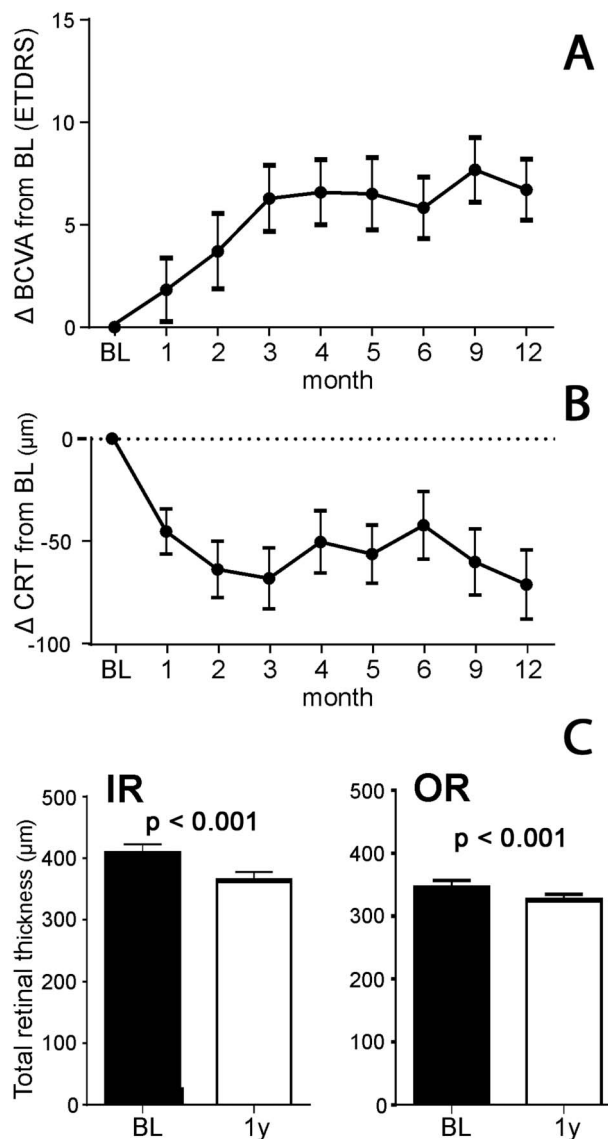 A
Δ BCVA from BL (ETDRS)
15
10
5
0
BL 1 2 3 4 5 6 9 12
month
B
Δ CRT from BL (µm)
0
-50
-100
BL 1 2 3 4 5 6 9 12
month
C
Total retinal thickness (µm)
IR
p < 0.001
500
400
300
200
100
0
BL 1y
OR
p < 0.001
500
400
300
200
100
0
BL 1y